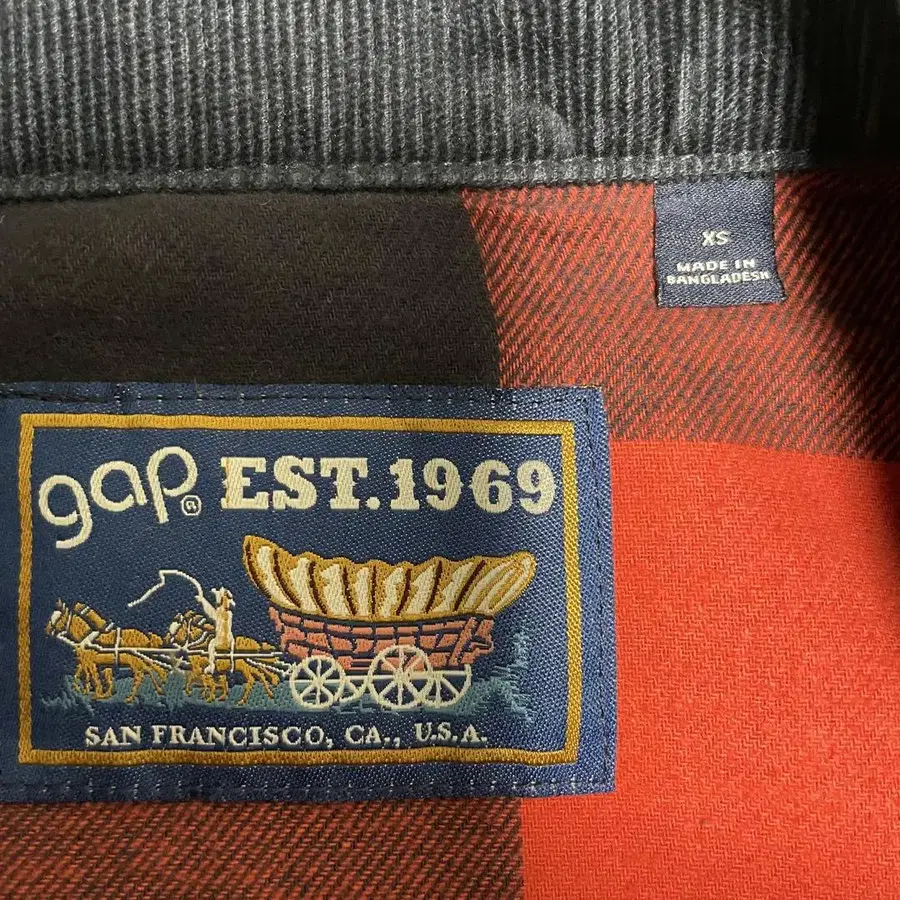 XS
MADE IN
BANGLADESH
gap® EST.1969
SAN FRANCISCO, CA., U.S.A.